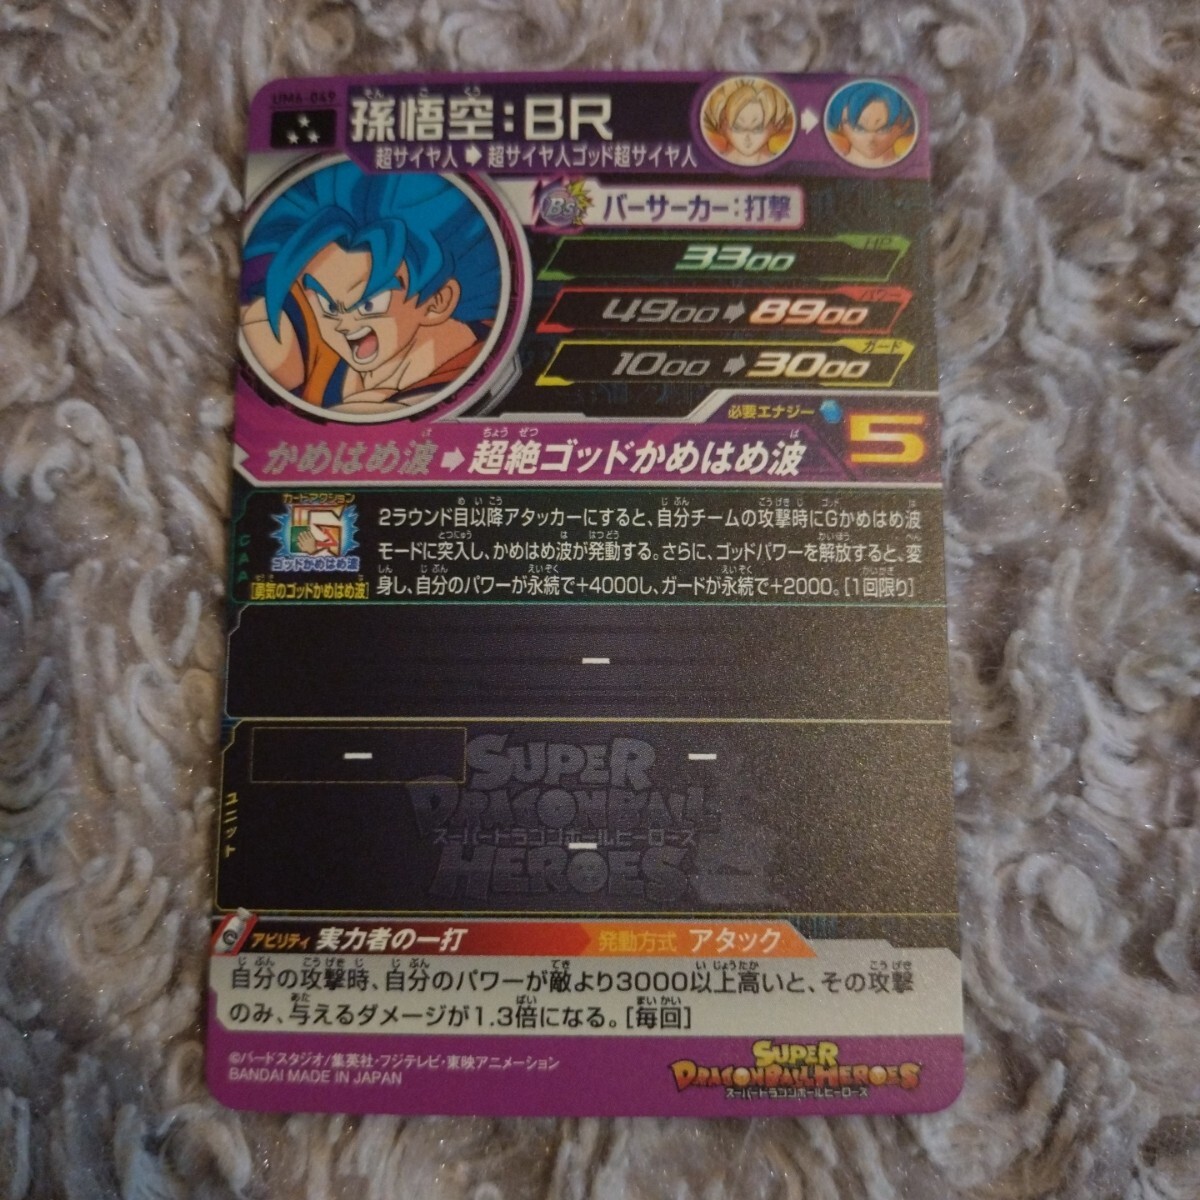 UM6-049
孫悟空:BR
超サイヤ人➡超サイヤ人ゴッド超サイヤ人
Bs バーサーカー:打撃
HP
3300
パワー
4900➡8900
ガード
1000➡3000
必要エナジー 5
かめはめ波➡超絶ゴッドかめはめ波
CAA
カードアクション
ゴッドかめはめ波
[勇気のゴッドかめはめ波]
2ラウンド目以降アタッカーにすると、自分チームの攻撃時にGかめはめ波
モードに突入し、かめはめ波が発動する。さらに、ゴッドパワーを解放すると、変
身し、自分のパワーが永続で+4000し、ガードが永続で+2000。[1回限り]
ー
ユニット
ー ー
ー
SUPER
DRAGONBALL
スーパードラゴンボールヒーローズ
HEROES
アビリティ 実力者の一打 発動方式 アタック
自分の攻撃時、自分のパワーが敵より3000以上高いと、その攻撃
のみ、与えるダメージが1.3倍になる。[毎回]
©バードスタジオ/集英社・フジテレビ・東映アニメーション
BANDAI MADE IN JAPAN
SUPER
DRAGONBALL HEROES
スーパードラゴンボールヒーローズ